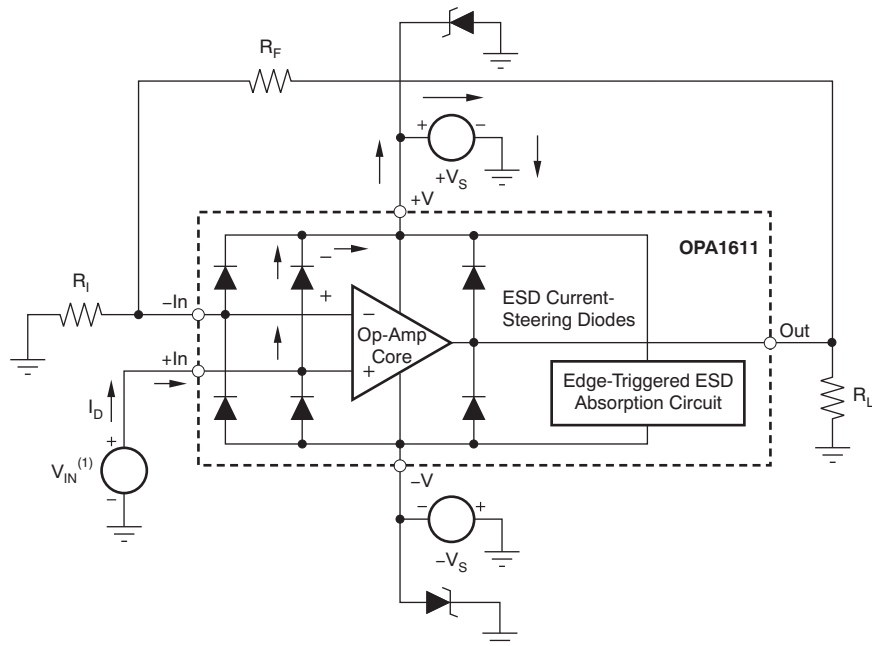 R_F
+ −
+V_S
+V
OPA1611
−
+
R_I
−In
ESD Current-
Steering Diodes
−
Op-Amp
Core
+
Out
+In
Edge-Triggered ESD
Absorption Circuit
R_L
I_D
+
V_IN^(1)
−
−V
− +
−V_S